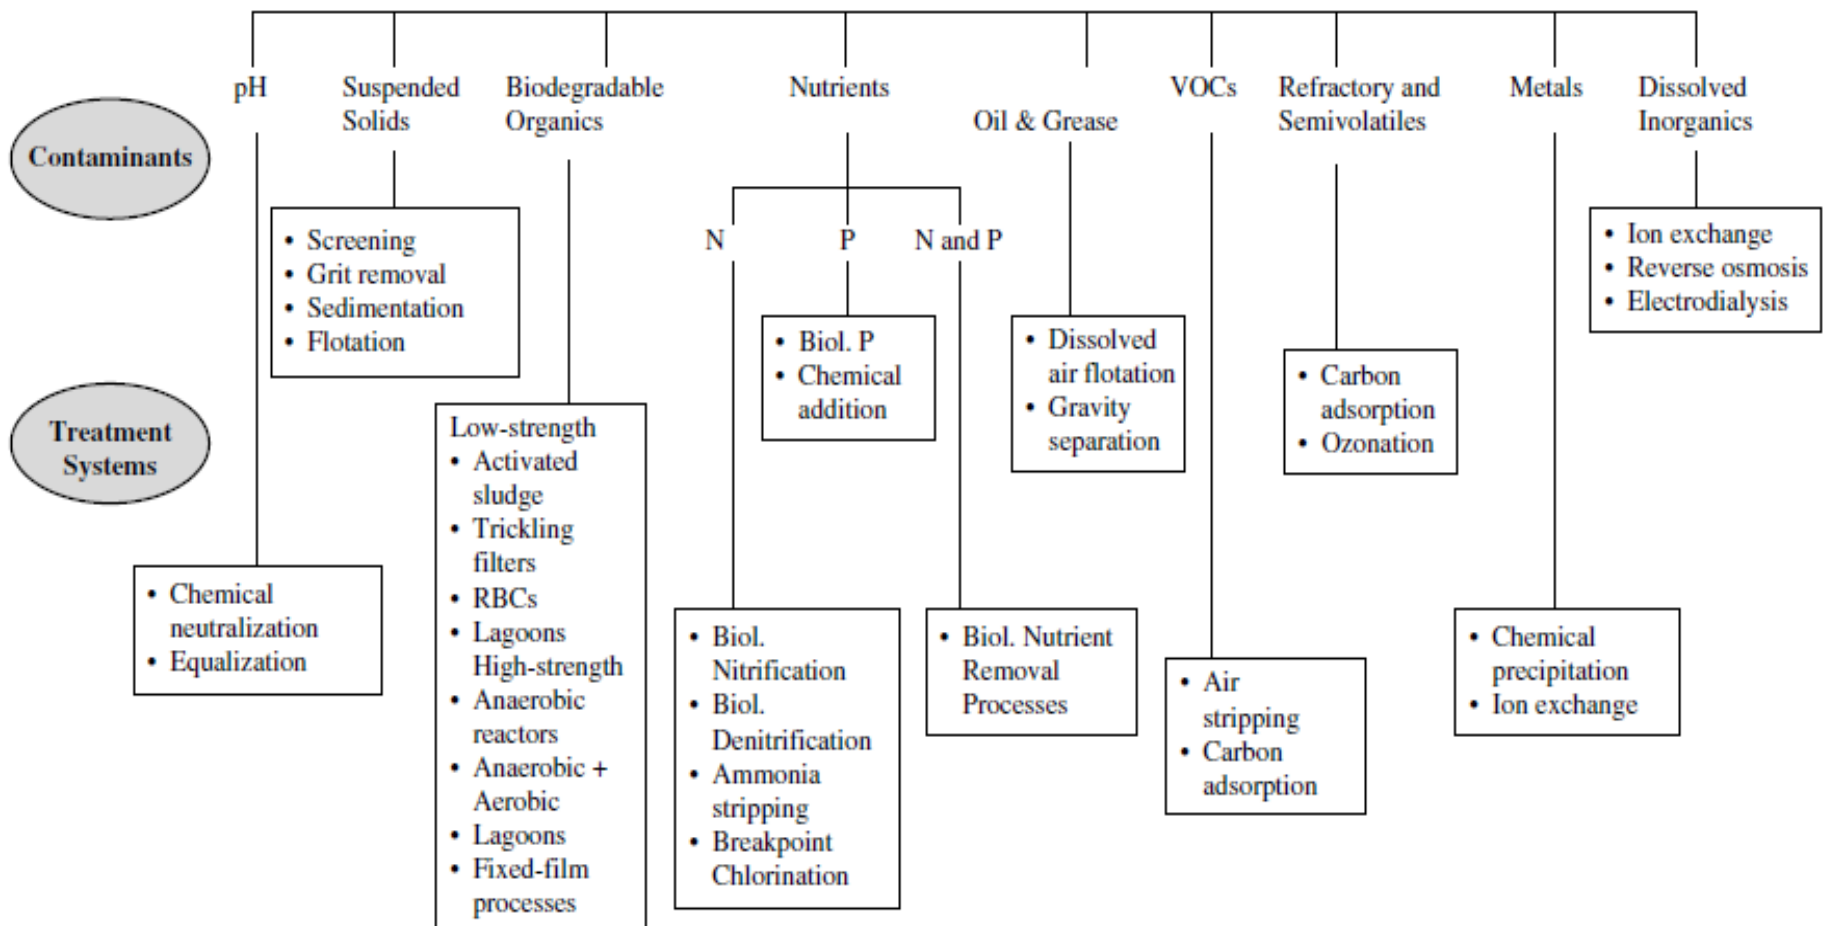 pH
Suspended
Solids
Biodegradable
Organics
Nutrients
Oil & Grease
VOCs
Refractory and
Semivolatiles
Metals
Dissolved
Inorganics
Contaminants
• Screening
• Grit removal
• Sedimentation
• Flotation
N
P
N and P
• Ion exchange
• Reverse osmosis
• Electrodialysis
• Biol. P
• Chemical
addition
• Dissolved
air flotation
• Gravity
separation
• Carbon
adsorption
• Ozonation
Treatment
Systems
Low-strength
• Activated
sludge
• Trickling
filters
• RBCs
• Lagoons
High-strength
• Anaerobic
reactors
• Anaerobic +
Aerobic
• Lagoons
• Fixed-film
processes
• Chemical
neutralization
• Equalization
• Biol.
Nitrification
• Biol.
Denitrification
• Ammonia
stripping
• Breakpoint
Chlorination
• Biol. Nutrient
Removal
Processes
• Air
stripping
• Carbon
adsorption
• Chemical
precipitation
• Ion exchange